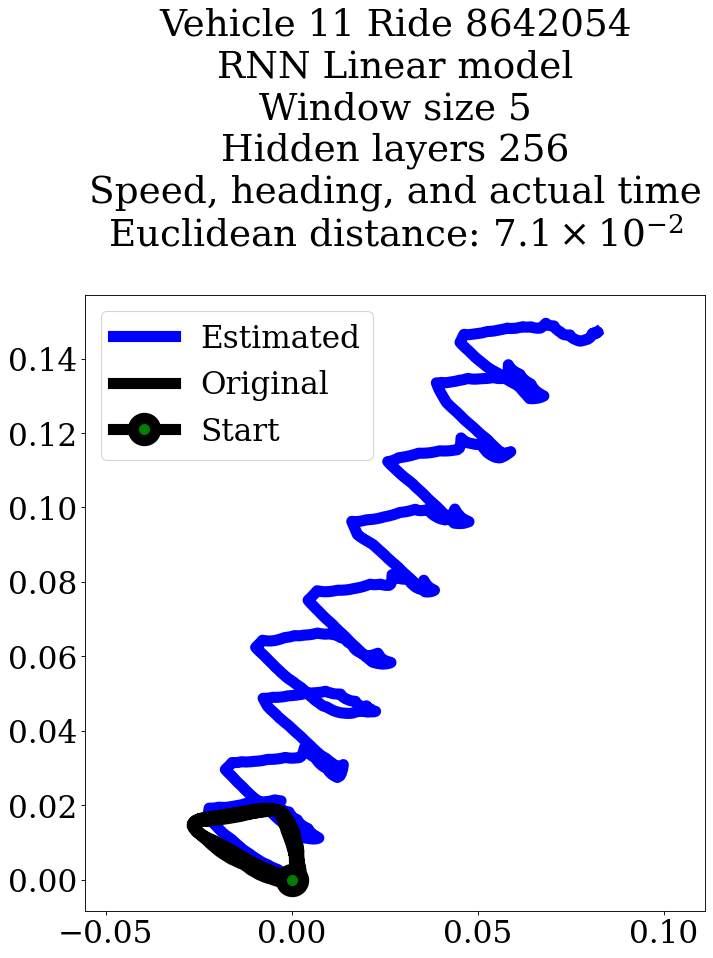 Vehicle 11 Ride 8642054
RNN Linear model
Window size 5
Hidden layers 256
Speed, heading, and actual time
Euclidean distance: 7.1 × 10⁻²
Estimated
Original
Start
0.14
0.12
0.10
0.08
0.06
0.04
0.02
0.00
−0.05 0.00 0.05 0.10